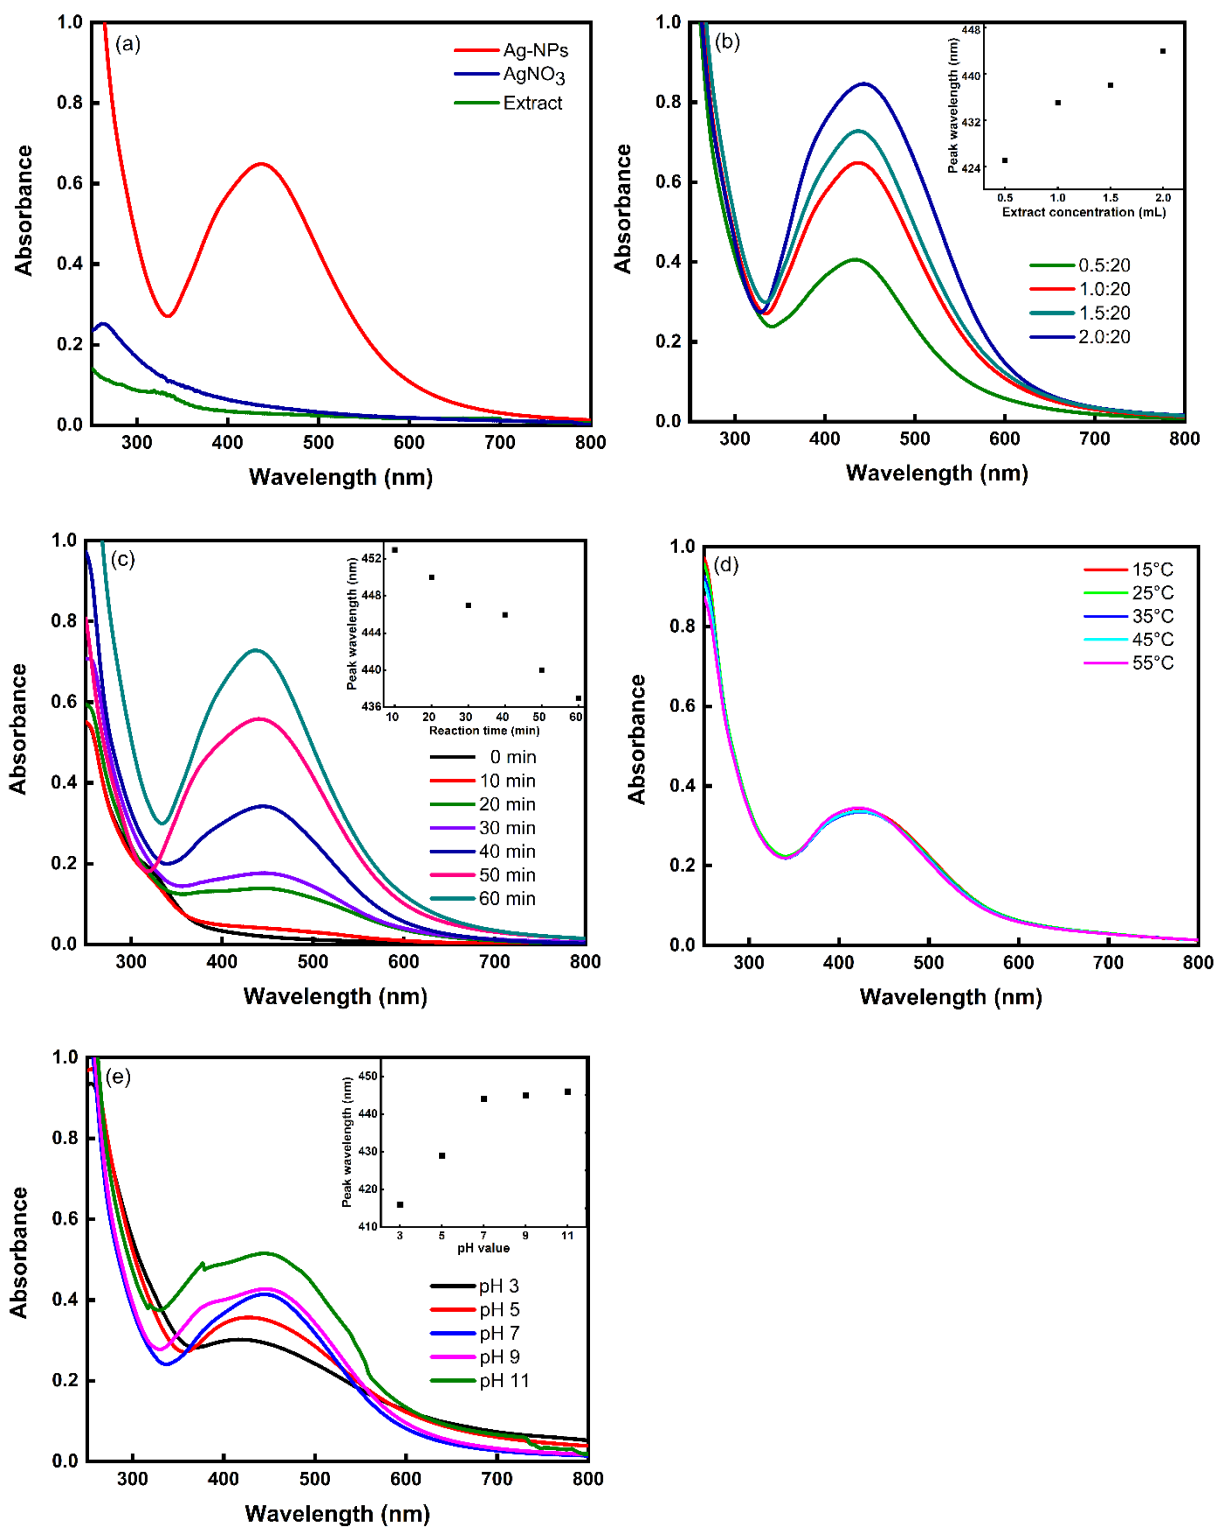 (a)
Ag-NPs
AgNO3
Extract
1.0
0.8
0.6
0.4
0.2
0.0
300 400 500 600 700 800
Absorbance
Wavelength (nm)
(b)
448
440
432
424
0.5 1.0 1.5 2.0
Peak wavelength (nm)
Extract concentration (mL)
0.5:20
1.0:20
1.5:20
2.0:20
1.0
0.8
0.6
0.4
0.2
0.0
300 400 500 600 700 800
Absorbance
Wavelength (nm)
(c)
452
448
444
440
436
10 20 30 40 50 60
Peak wavelength (nm)
Reaction time (min)
0 min
10 min
20 min
30 min
40 min
50 min
60 min
1.0
0.8
0.6
0.4
0.2
0.0
300 400 500 600 700 800
Absorbance
Wavelength (nm)
(d)
15°C
25°C
35°C
45°C
55°C
1.0
0.8
0.6
0.4
0.2
0.0
300 400 500 600 700 800
Absorbance
Wavelength (nm)
(e)
450
440
430
420
410
3 5 7 9 11
Peak wavelength (nm)
pH value
pH 3
pH 5
pH 7
pH 9
pH 11
1.0
0.8
0.6
0.4
0.2
0.0
300 400 500 600 700 800
Absorbance
Wavelength (nm)